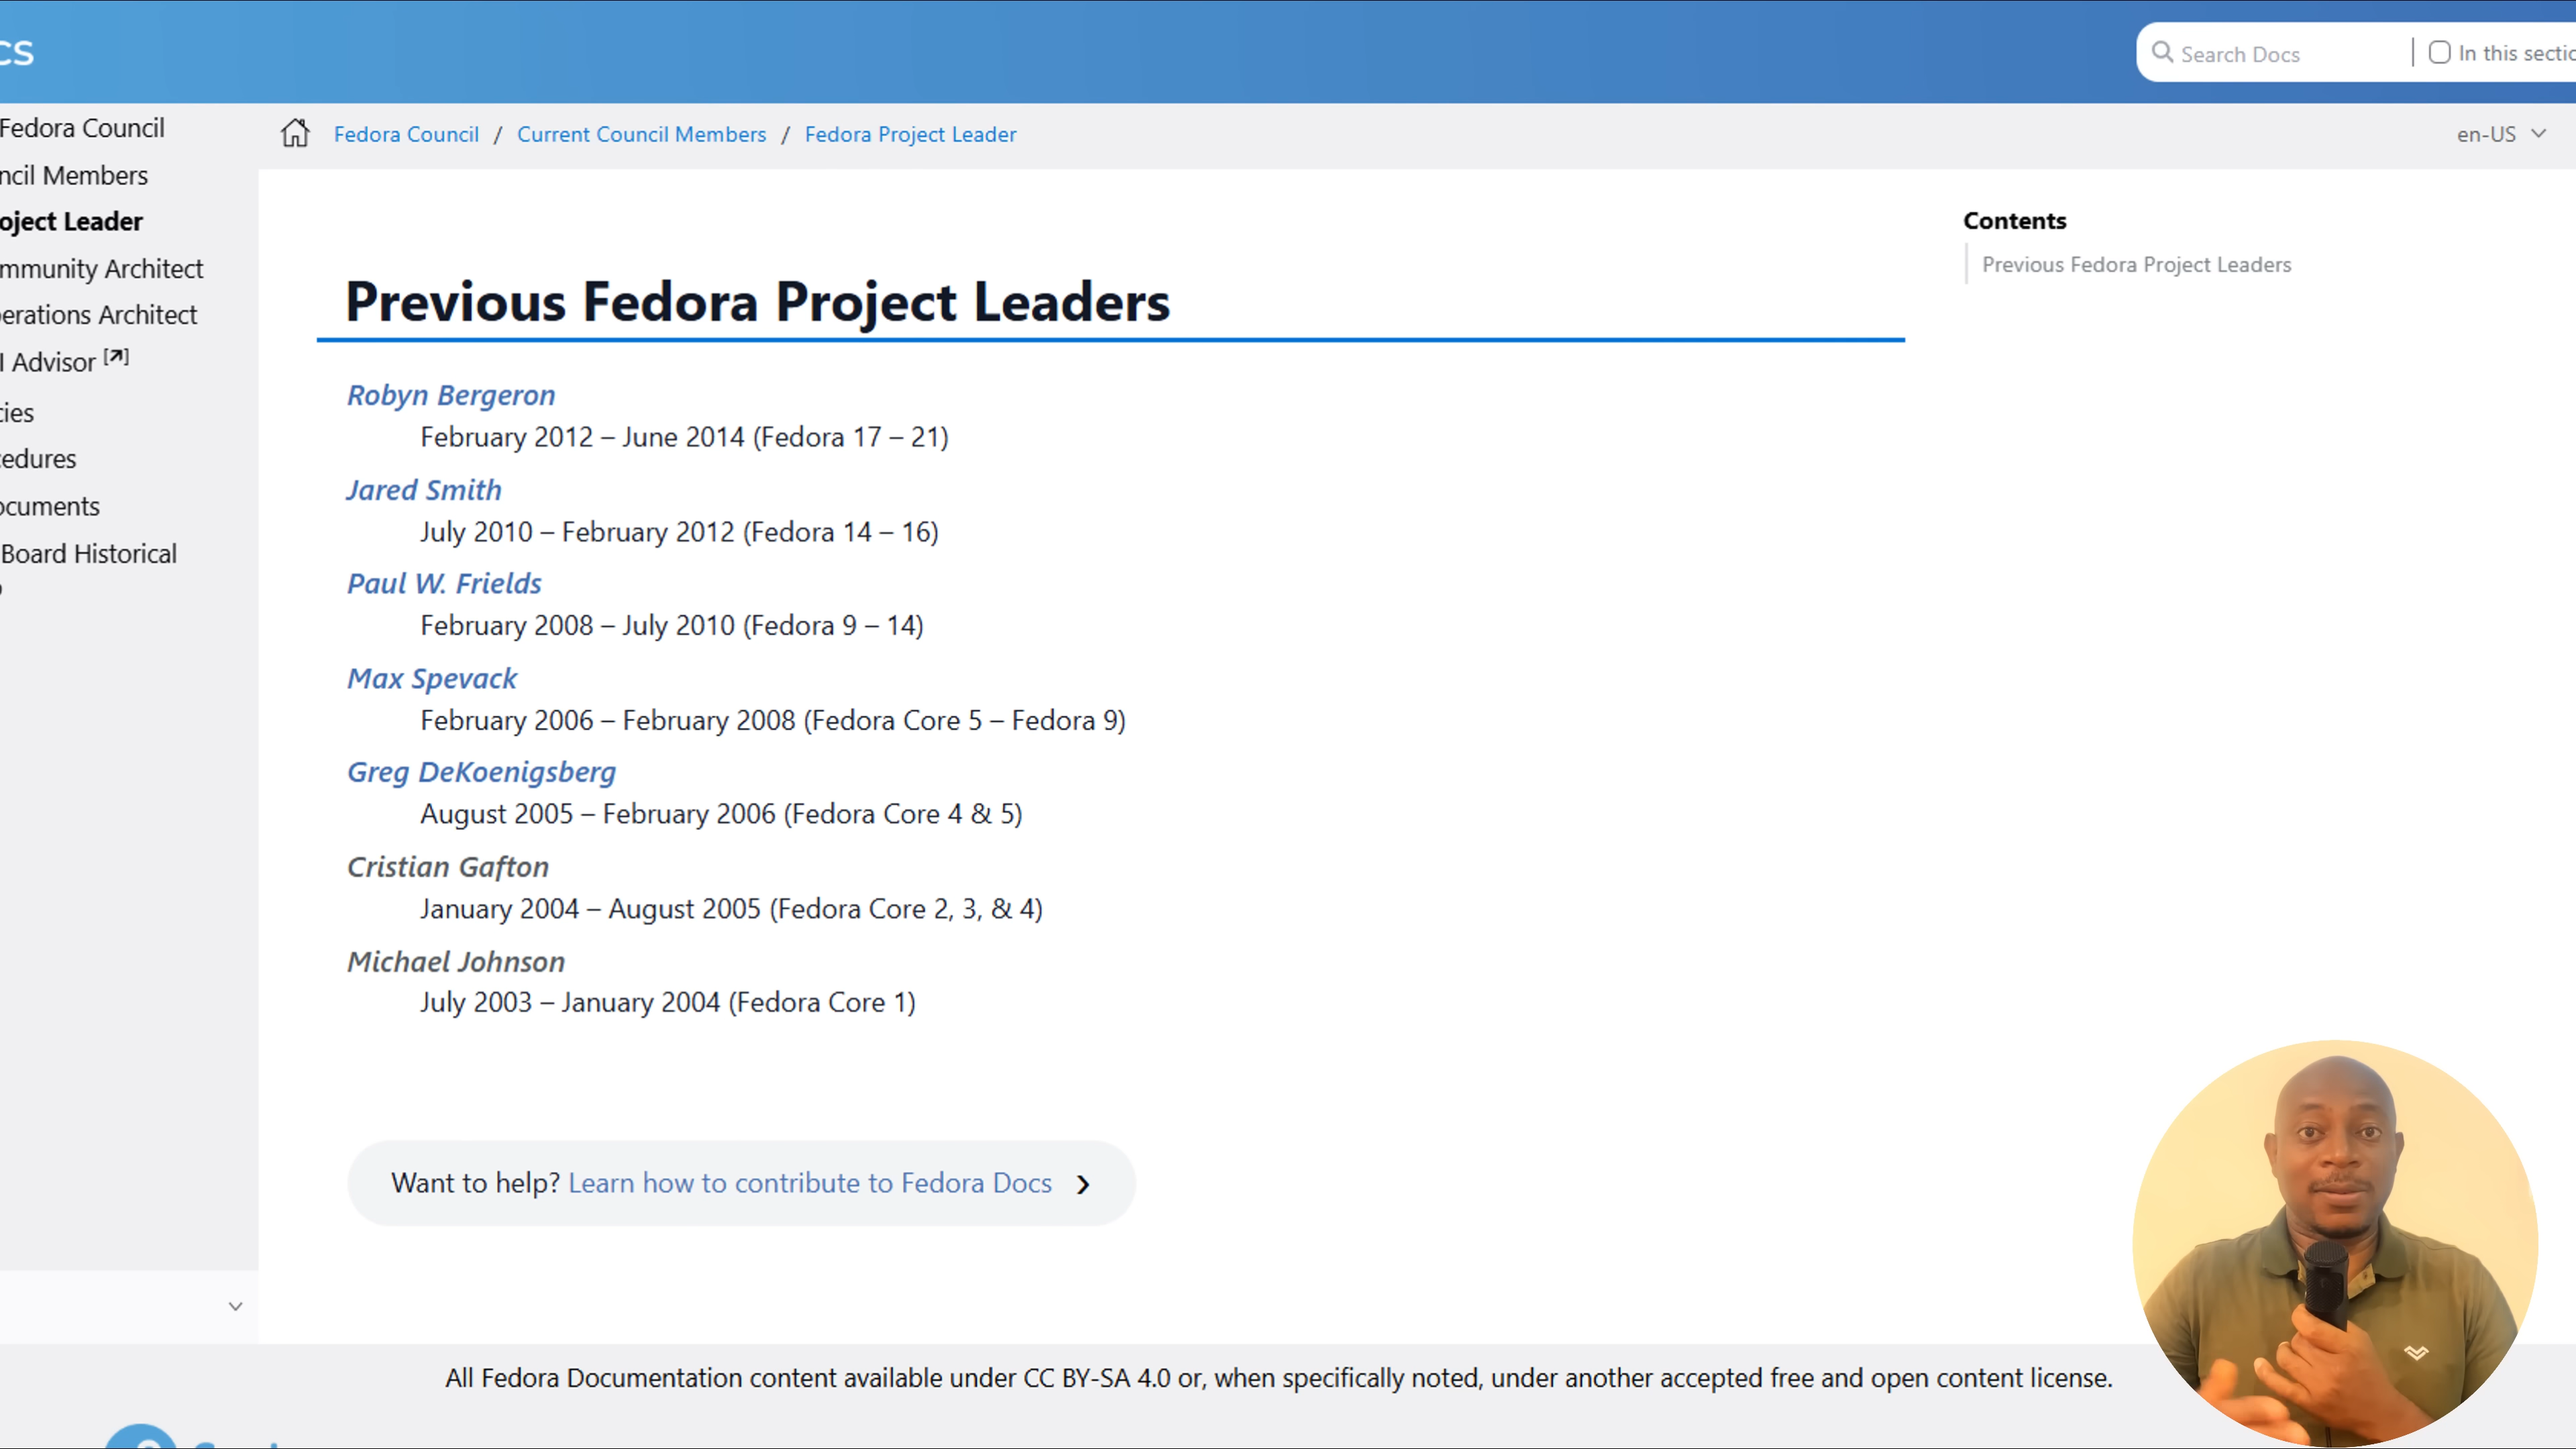 cs
Search Docs
In this sectio
Fedora Council
ncil Members
oject Leader
mmunity Architect
erations Architect
I Advisor
cies
edures
ocuments
Board Historical
Fedora Council / Current Council Members / Fedora Project Leader
en-US
Previous Fedora Project Leaders
Robyn Bergeron
February 2012 – June 2014 (Fedora 17 – 21)
Jared Smith
July 2010 – February 2012 (Fedora 14 – 16)
Paul W. Frields
February 2008 – July 2010 (Fedora 9 – 14)
Max Spevack
February 2006 – February 2008 (Fedora Core 5 – Fedora 9)
Greg DeKoenigsberg
August 2005 – February 2006 (Fedora Core 4 & 5)
Cristian Gafton
January 2004 – August 2005 (Fedora Core 2, 3, & 4)
Michael Johnson
July 2003 – January 2004 (Fedora Core 1)
Want to help? Learn how to contribute to Fedora Docs
Contents
Previous Fedora Project Leaders
All Fedora Documentation content available under CC BY-SA 4.0 or, when specifically noted, under another accepted free and open content license.